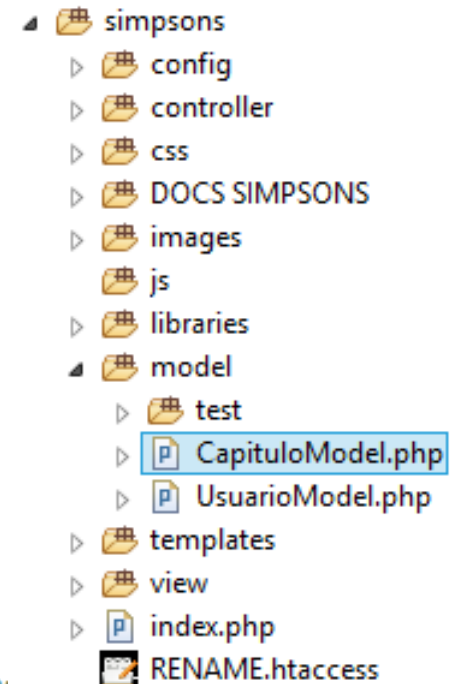 simpsons
config
controller
css
DOCS SIMPSONS
images
js
libraries
model
test
CapituloModel.php
UsuarioModel.php
templates
view
index.php
RENAME.htaccess